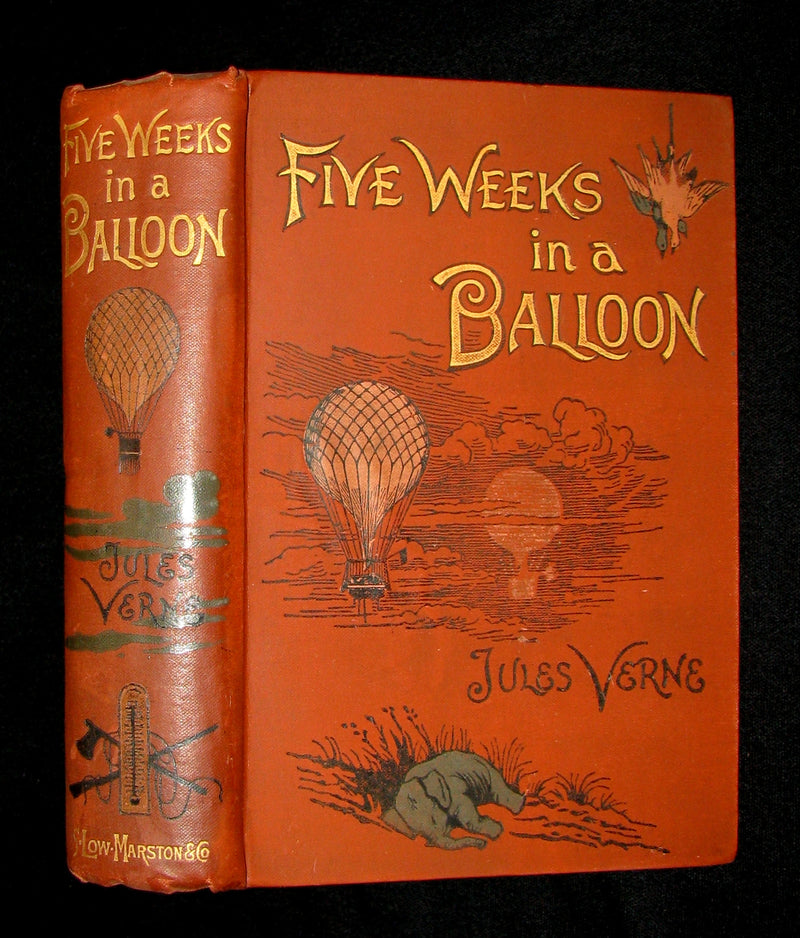 FIVE WEEKS
in a
BALLOON
JULES
VERNE
S. LOW·MARSTON & Co
FIVE WEEKS
in a
BALLOON
JULES VERNE